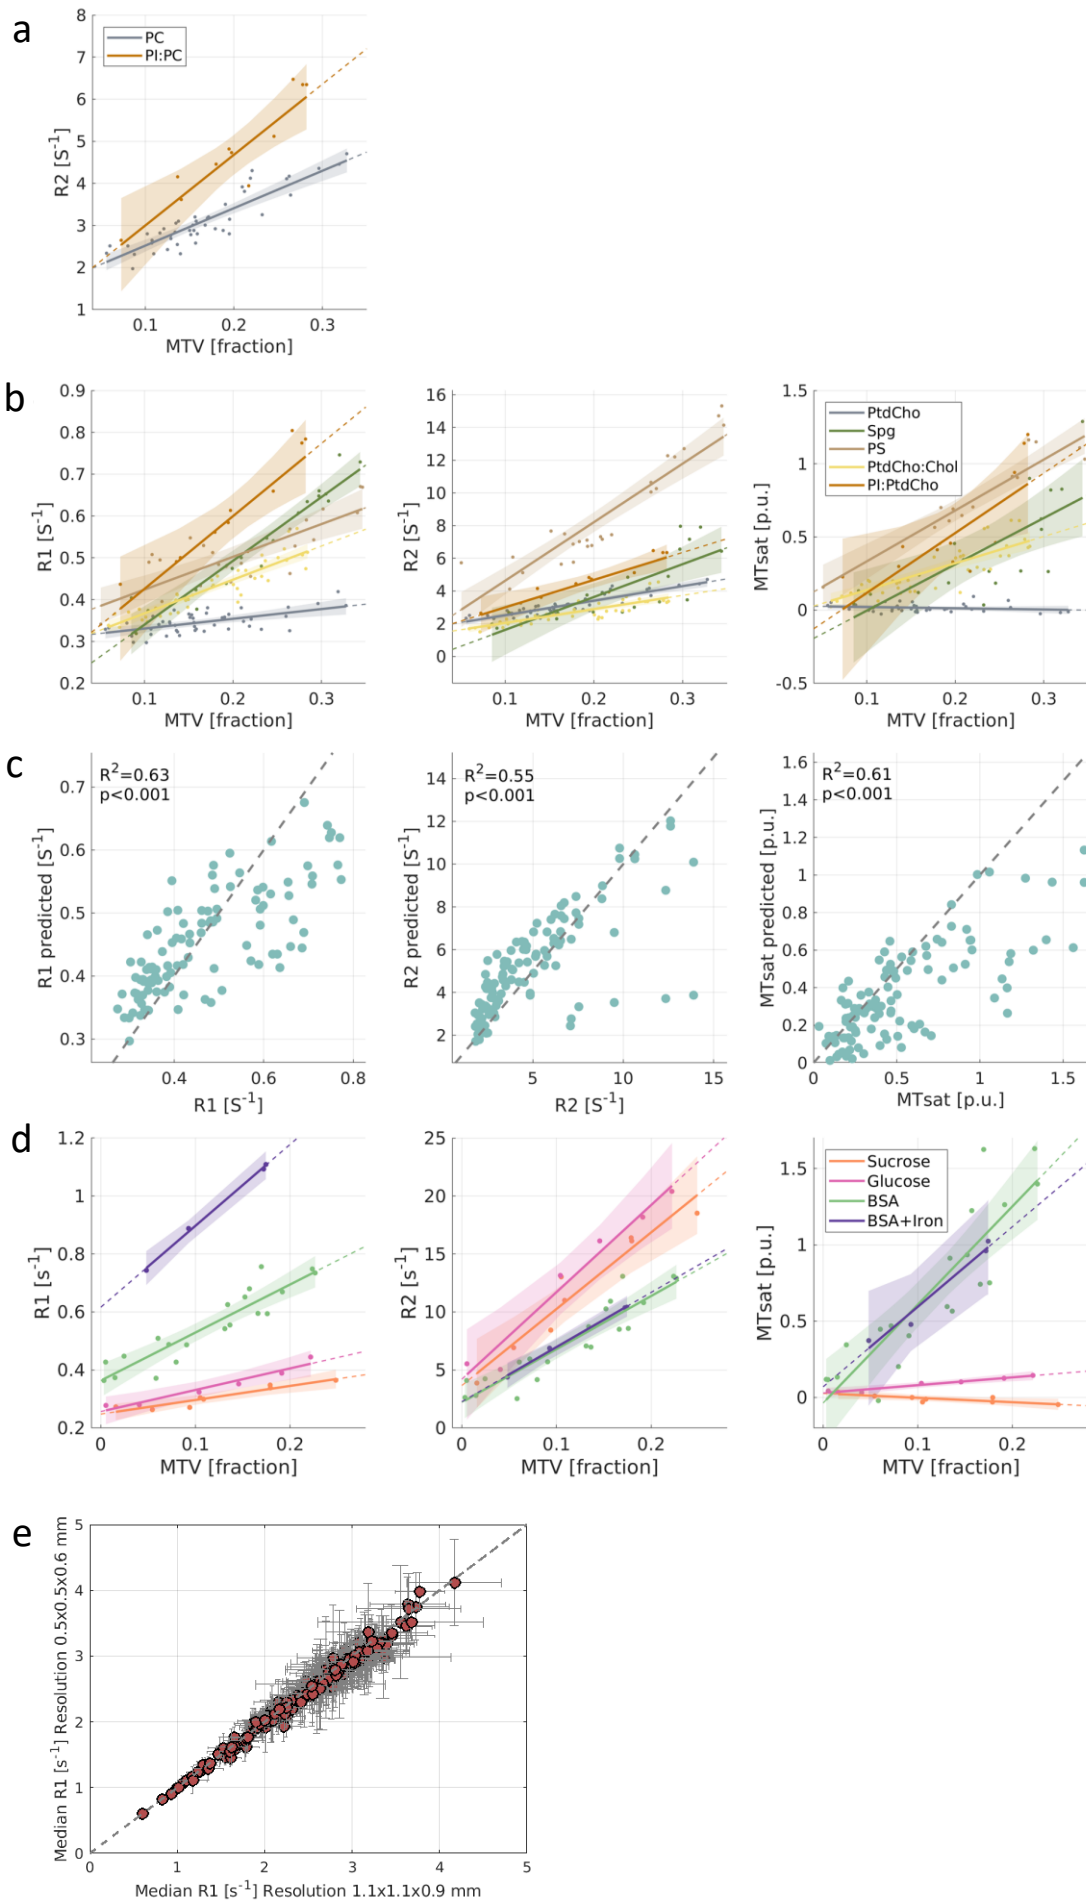 a
8
7
6
5
4
3
2
1
R2 [S-1]
PC
PI:PC
0.1 0.2 0.3
MTV [fraction]
b
0.9
0.8
0.7
0.6
0.5
0.4
0.3
0.2
R1 [S-1]
0.1 0.2 0.3
MTV [fraction]
16
14
12
10
8
6
4
2
0
R2 [S-1]
0.1 0.2 0.3
MTV [fraction]
1.5
1
0.5
0
-0.5
MTsat [p.u.]
PtdCho
Spg
PS
PtdCho:Chol
PI:PtdCho
0.1 0.2 0.3
MTV [fraction]
c
R2=0.63
p<0.001
0.7
0.6
0.5
0.4
0.3
R1 predicted [S-1]
0.4 0.6 0.8
R1 [S-1]
R2=0.55
p<0.001
14
12
10
8
6
4
2
R2 predicted [S-1]
5 10 15
R2 [S-1]
R2=0.61
p<0.001
1.6
1.4
1.2
1
0.8
0.6
0.4
0.2
0
MTsat predicted [p.u.]
0 0.5 1 1.5
MTsat [p.u.]
d
1.2
1
0.8
0.6
0.4
0.2
R1 [s-1]
0 0.1 0.2
MTV [fraction]
25
20
15
10
5
0
R2 [s-1]
0 0.1 0.2
MTV [fraction]
1.5
1
0.5
0
MTsat [p.u.]
Sucrose
Glucose
BSA
BSA+Iron
0 0.1 0.2
MTV [fraction]
e
5
4
3
2
1
0
Median R1 [s-1] Resolution 0.5x0.5x0.6 mm
0 1 2 3 4 5
Median R1 [s-1] Resolution 1.1x1.1x0.9 mm